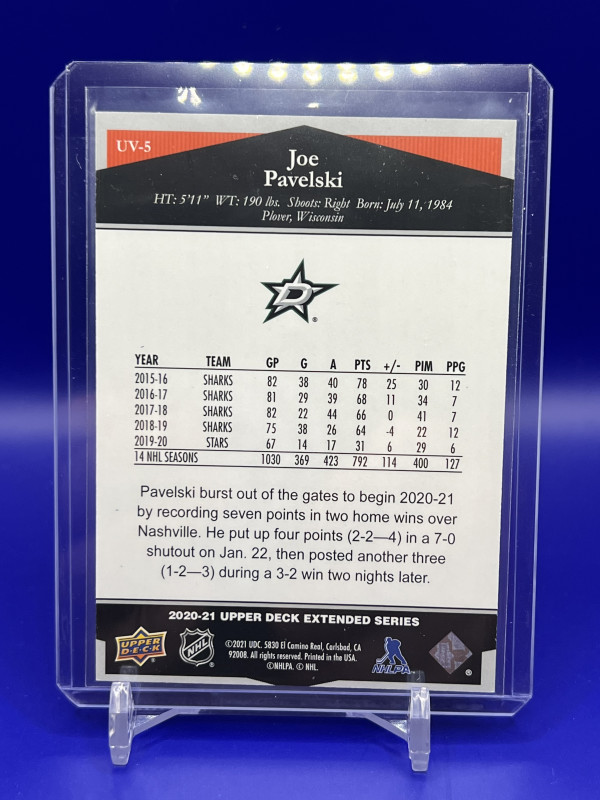 UV-5
Joe
Pavelski
HT: 5'11" WT: 190 lbs. Shoots: Right Born: July 11, 1984
Plover, Wisconsin
D
®
YEAR TEAM GP G A PTS +/- PIM PPG
2015-16 SHARKS 82 38 40 78 25 30 12
2016-17 SHARKS 81 29 39 68 11 34 7
2017-18 SHARKS 82 22 44 66 0 41 7
2018-19 SHARKS 75 38 26 64 -4 22 12
2019-20 STARS 67 14 17 31 6 29 6
14 NHL SEASONS 1030 369 423 792 114 400 127
Pavelski burst out of the gates to begin 2020-21
by recording seven points in two home wins over
Nashville. He put up four points (2-2—4) in a 7-0
shutout on Jan. 22, then posted another three
(1-2—3) during a 3-2 win two nights later.
2020-21 UPPER DECK EXTENDED SERIES
UPPER
DECK
NHL
©2021 UDC. 5830 El Camino Real, Carlsbad, CA
92008. All rights reserved. Printed in the USA.
©NHLPA. © NHL.
NHLPA
®